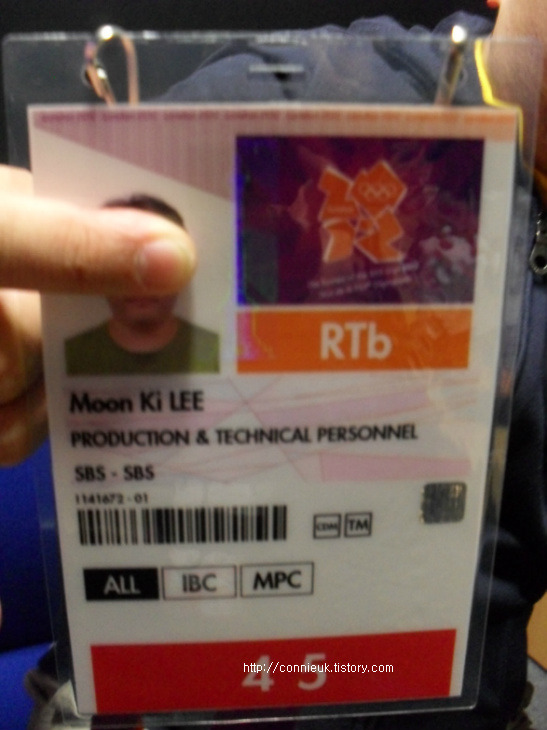 RTb
Moon Ki LEE
PRODUCTION & TECHNICAL PERSONNEL
SBS - SBS
1141672 - 01
TM
ALL IBC MPC
http://connieuk.tistory.com
4 5